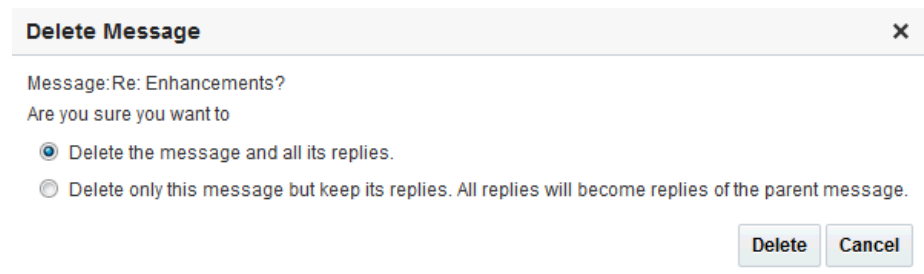 Delete Message
Message:Re: Enhancements?
Are you sure you want to
Delete the message and all its replies.
Delete only this message but keep its replies. All replies will become replies of the parent message.
Delete Cancel